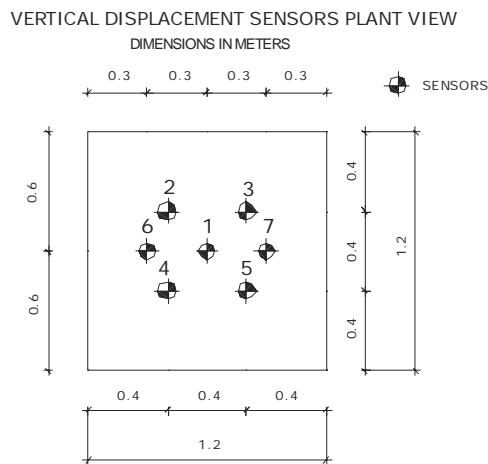 VERTICAL DISPLACEMENT SENSORS PLANT VIEW
DIMENSIONS IN METERS
0.3 0.3 0.3 0.3
SENSORS
2 3
6 1 7
4 5
0.6
0.6
0.4
0.4
0.4
1.2
0.4 0.4 0.4
1.2